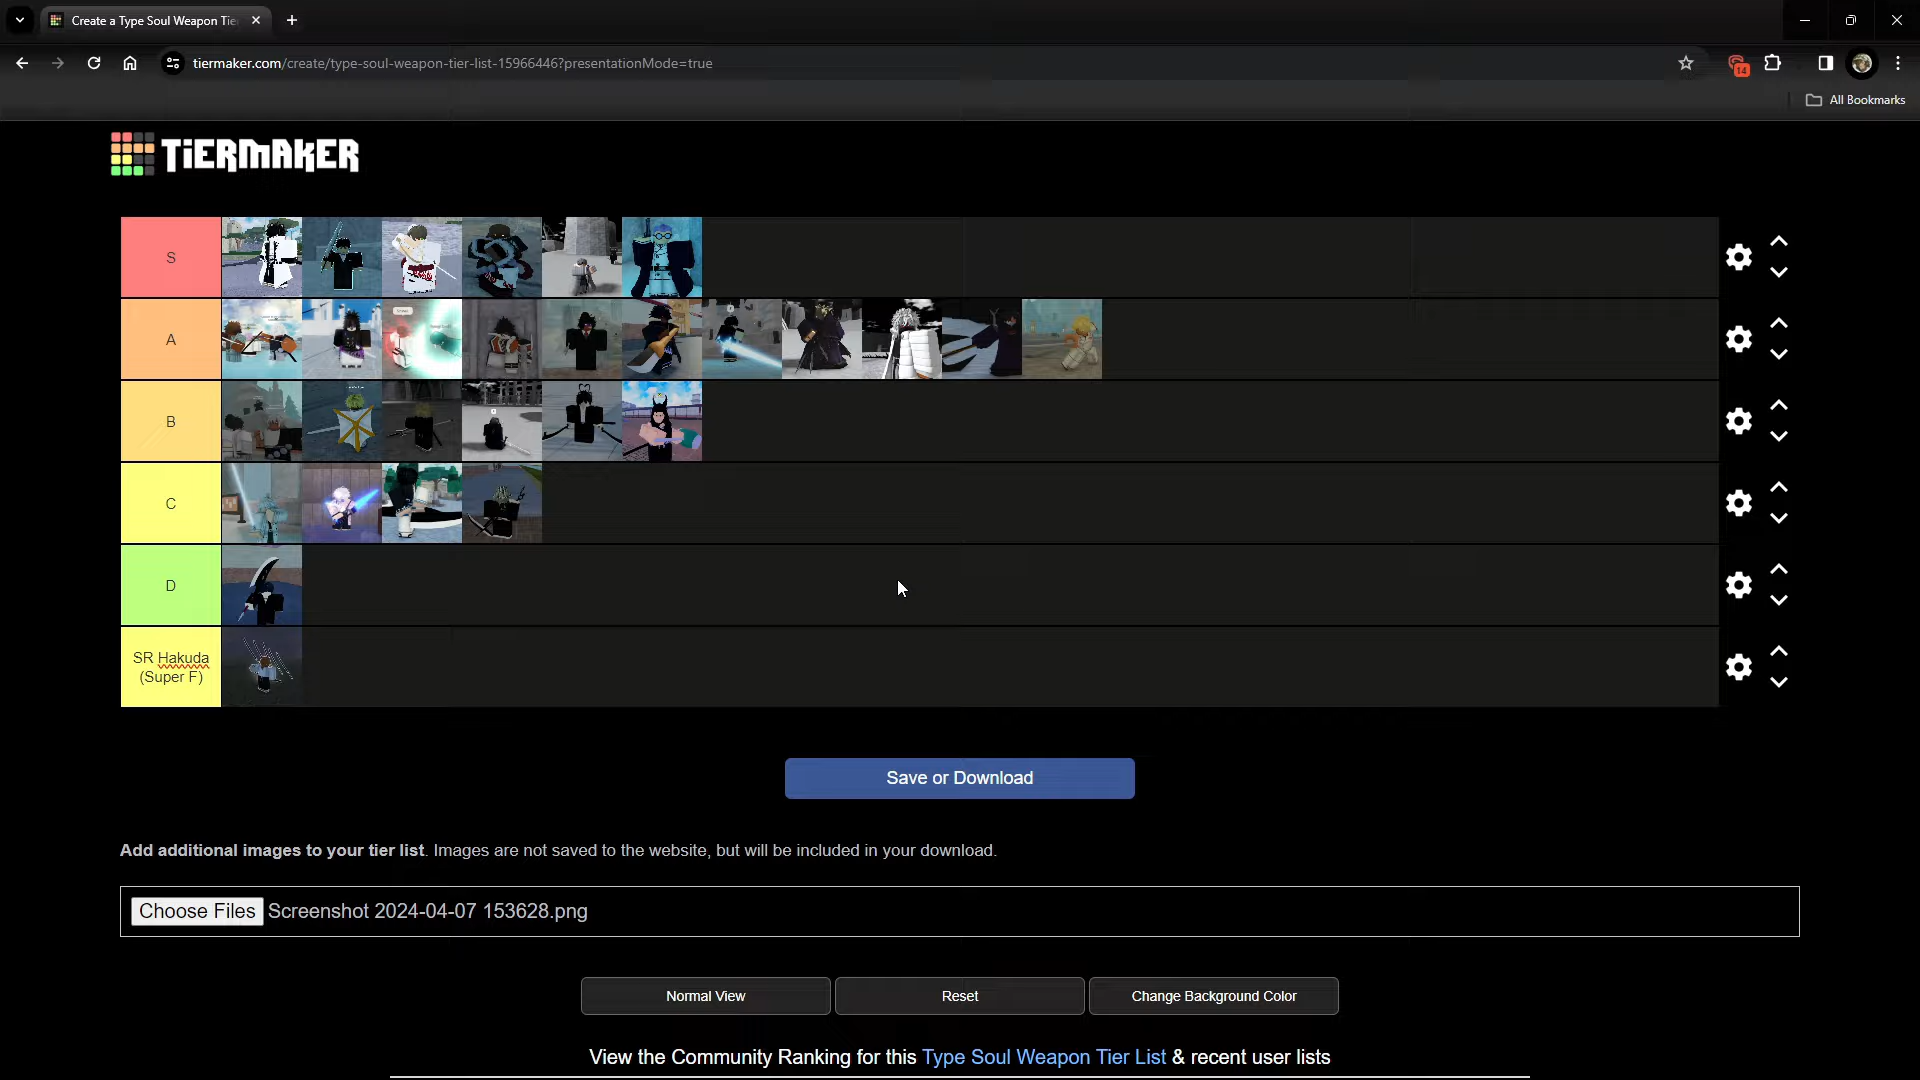 Create a Type Soul Weapon Tie
tiermaker.com/create/type-soul-weapon-tier-list-15966446?presentationMode=true
14
All Bookmarks
TiERMAKER
S
A
B
C
D
SR Hakuda
(Super F)
Save or Download
Add additional images to your tier list. Images are not saved to the website, but will be included in your download.
Choose Files Screenshot 2024-04-07 153628.png
Normal View
Reset
Change Background Color
View the Community Ranking for this Type Soul Weapon Tier List & recent user lists